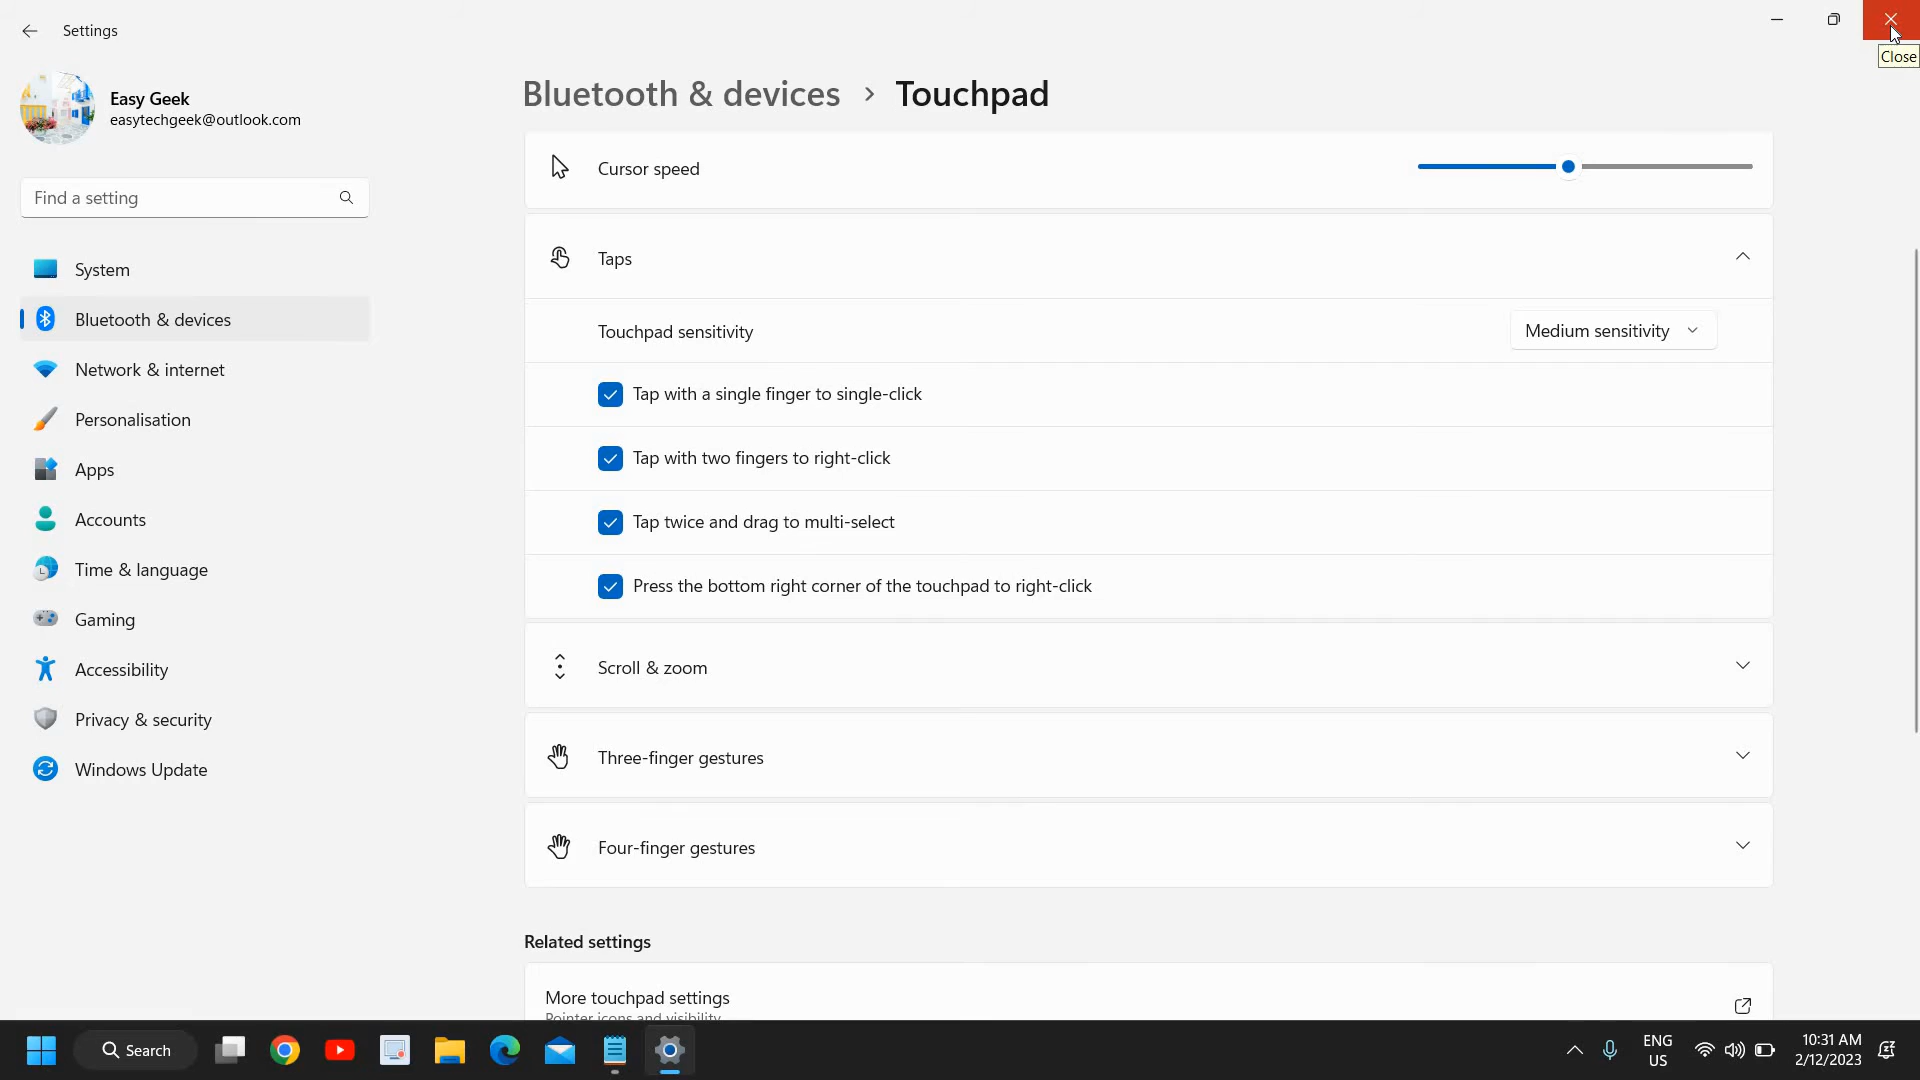 Settings
Close
Easy Geek
easytechgeek@outlook.com
Find a setting
System
Bluetooth & devices
Network & internet
Personalisation
Apps
Accounts
Time & language
Gaming
Accessibility
Privacy & security
Windows Update
Bluetooth & devices > Touchpad
Cursor speed
Taps
Touchpad sensitivity
Medium sensitivity
Tap with a single finger to single-click
Tap with two fingers to right-click
Tap twice and drag to multi-select
Press the bottom right corner of the touchpad to right-click
Scroll & zoom
Three-finger gestures
Four-finger gestures
Related settings
More touchpad settings
Pointer icons and visibility
Search
ENG
US
10:31 AM
2/12/2023